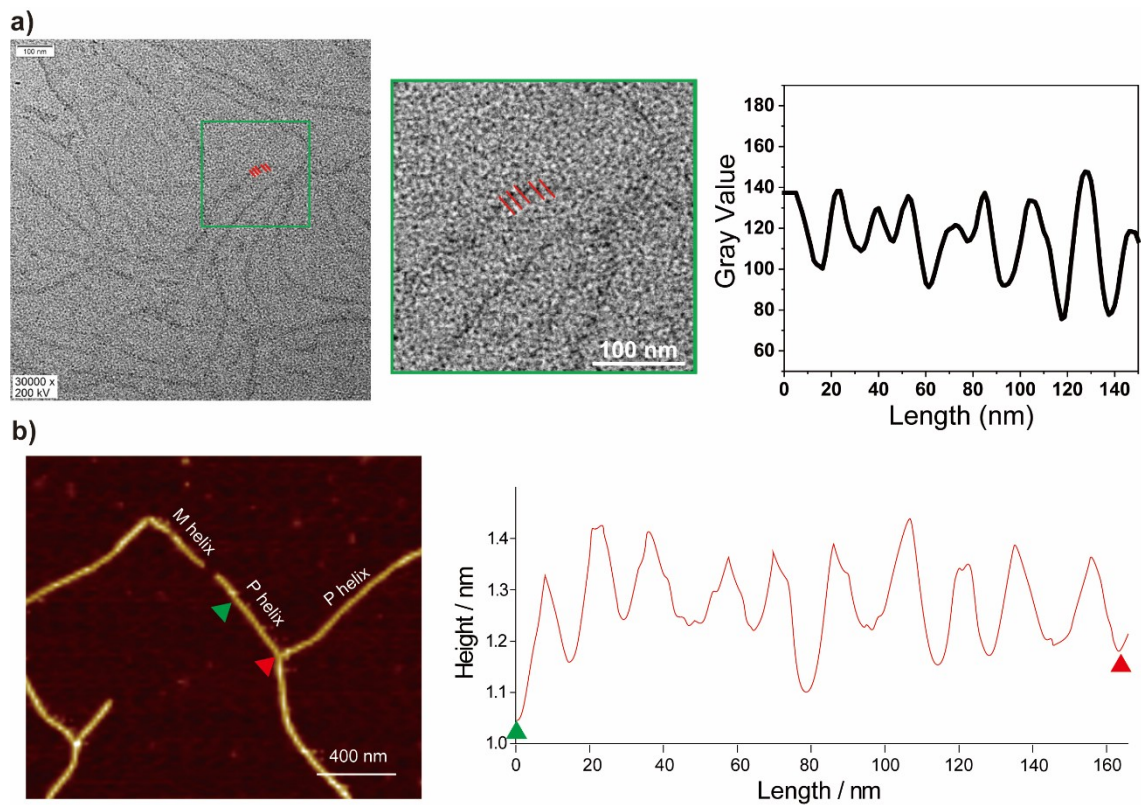 a)
100 nm
30000 x
200 kV
100 nm
Gray Value
180
160
140
120
100
80
60
0 20 40 60 80 100 120 140
Length (nm)
b)
M helix
P helix
P helix
400 nm
Height / nm
1.4
1.3
1.2
1.1
1.0
0 20 40 60 80 100 120 140 160
Length / nm